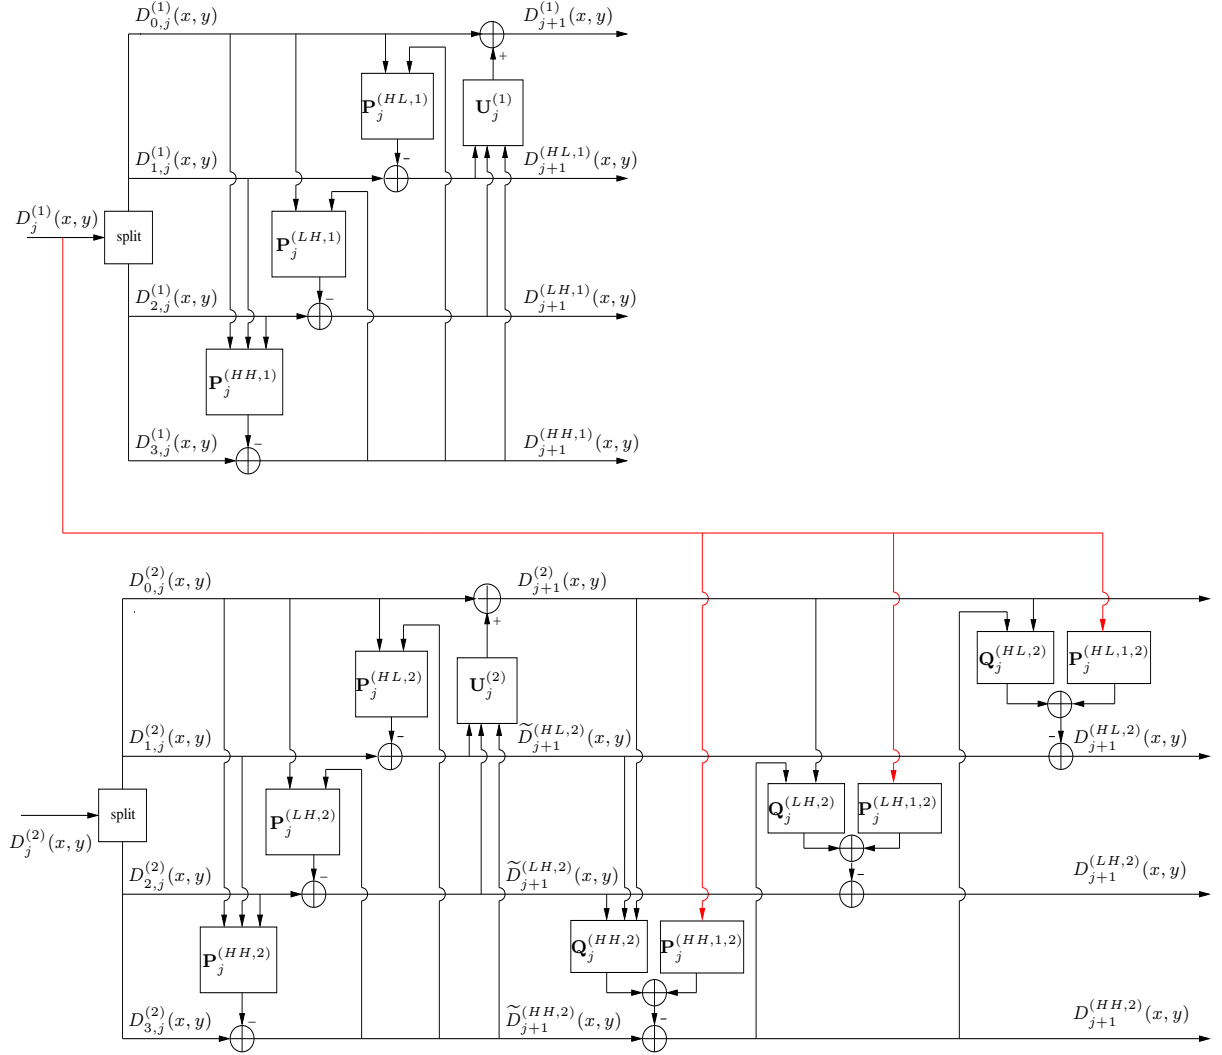 D_{0,j}^{(1)}(x, y) D_{j+1}^{(1)}(x, y)
+
P_j^{(HL,1)} U_j^{(1)}
-
D_{1,j}^{(1)}(x, y) D_{j+1}^{(HL,1)}(x, y)
D_j^{(1)}(x, y)
split
P_j^{(LH,1)}
-
D_{2,j}^{(1)}(x, y) D_{j+1}^{(LH,1)}(x, y)
P_j^{(HH,1)}
-
D_{3,j}^{(1)}(x, y) D_{j+1}^{(HH,1)}(x, y)
D_{0,j}^{(2)}(x, y) D_{j+1}^{(2)}(x, y)
+
P_j^{(HL,2)} U_j^{(2)} Q_j^{(HL,2)} P_j^{(HL,1,2)}
- -
D_{1,j}^{(2)}(x, y) \widetilde{D}_{j+1}^{(HL,2)}(x, y) D_{j+1}^{(HL,2)}(x, y)
split
D_j^{(2)}(x, y)
P_j^{(LH,2)} Q_j^{(LH,2)} P_j^{(LH,1,2)}
- -
D_{2,j}^{(2)}(x, y) \widetilde{D}_{j+1}^{(LH,2)}(x, y) D_{j+1}^{(LH,2)}(x, y)
P_j^{(HH,2)} Q_j^{(HH,2)} P_j^{(HH,1,2)}
- -
D_{3,j}^{(2)}(x, y) \widetilde{D}_{j+1}^{(HH,2)}(x, y) D_{j+1}^{(HH,2)}(x, y)